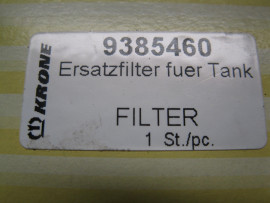 KRONE
9385460
Ersatzfilter fuer Tank
FILTER
1 St./pc.